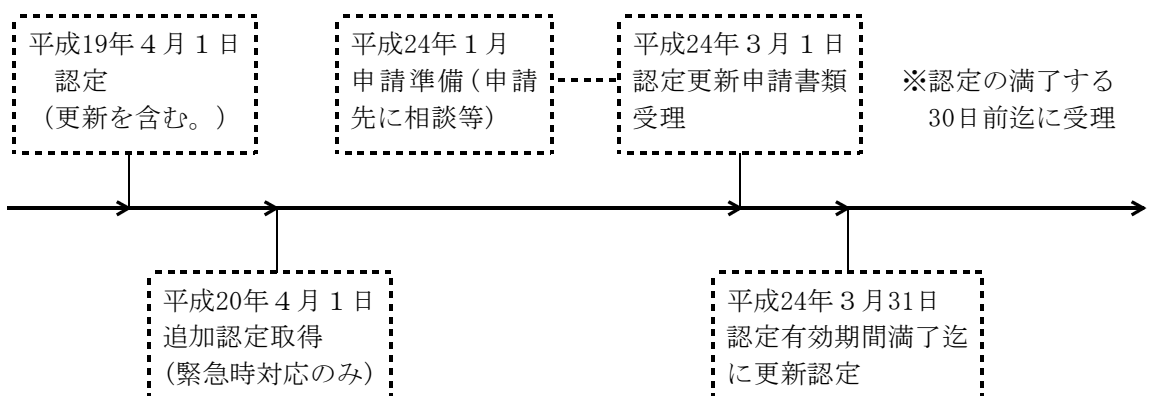 平成19年４月１日
認定
（更新を含む。）
平成24年１月
申請準備（申請
先に相談等）
平成24年３月１日
認定更新申請書類
受理
※認定の満了する
30日前迄に受理
平成20年４月１日
追加認定取得
（緊急時対応のみ）
平成24年３月31日
認定有効期間満了迄
に更新認定